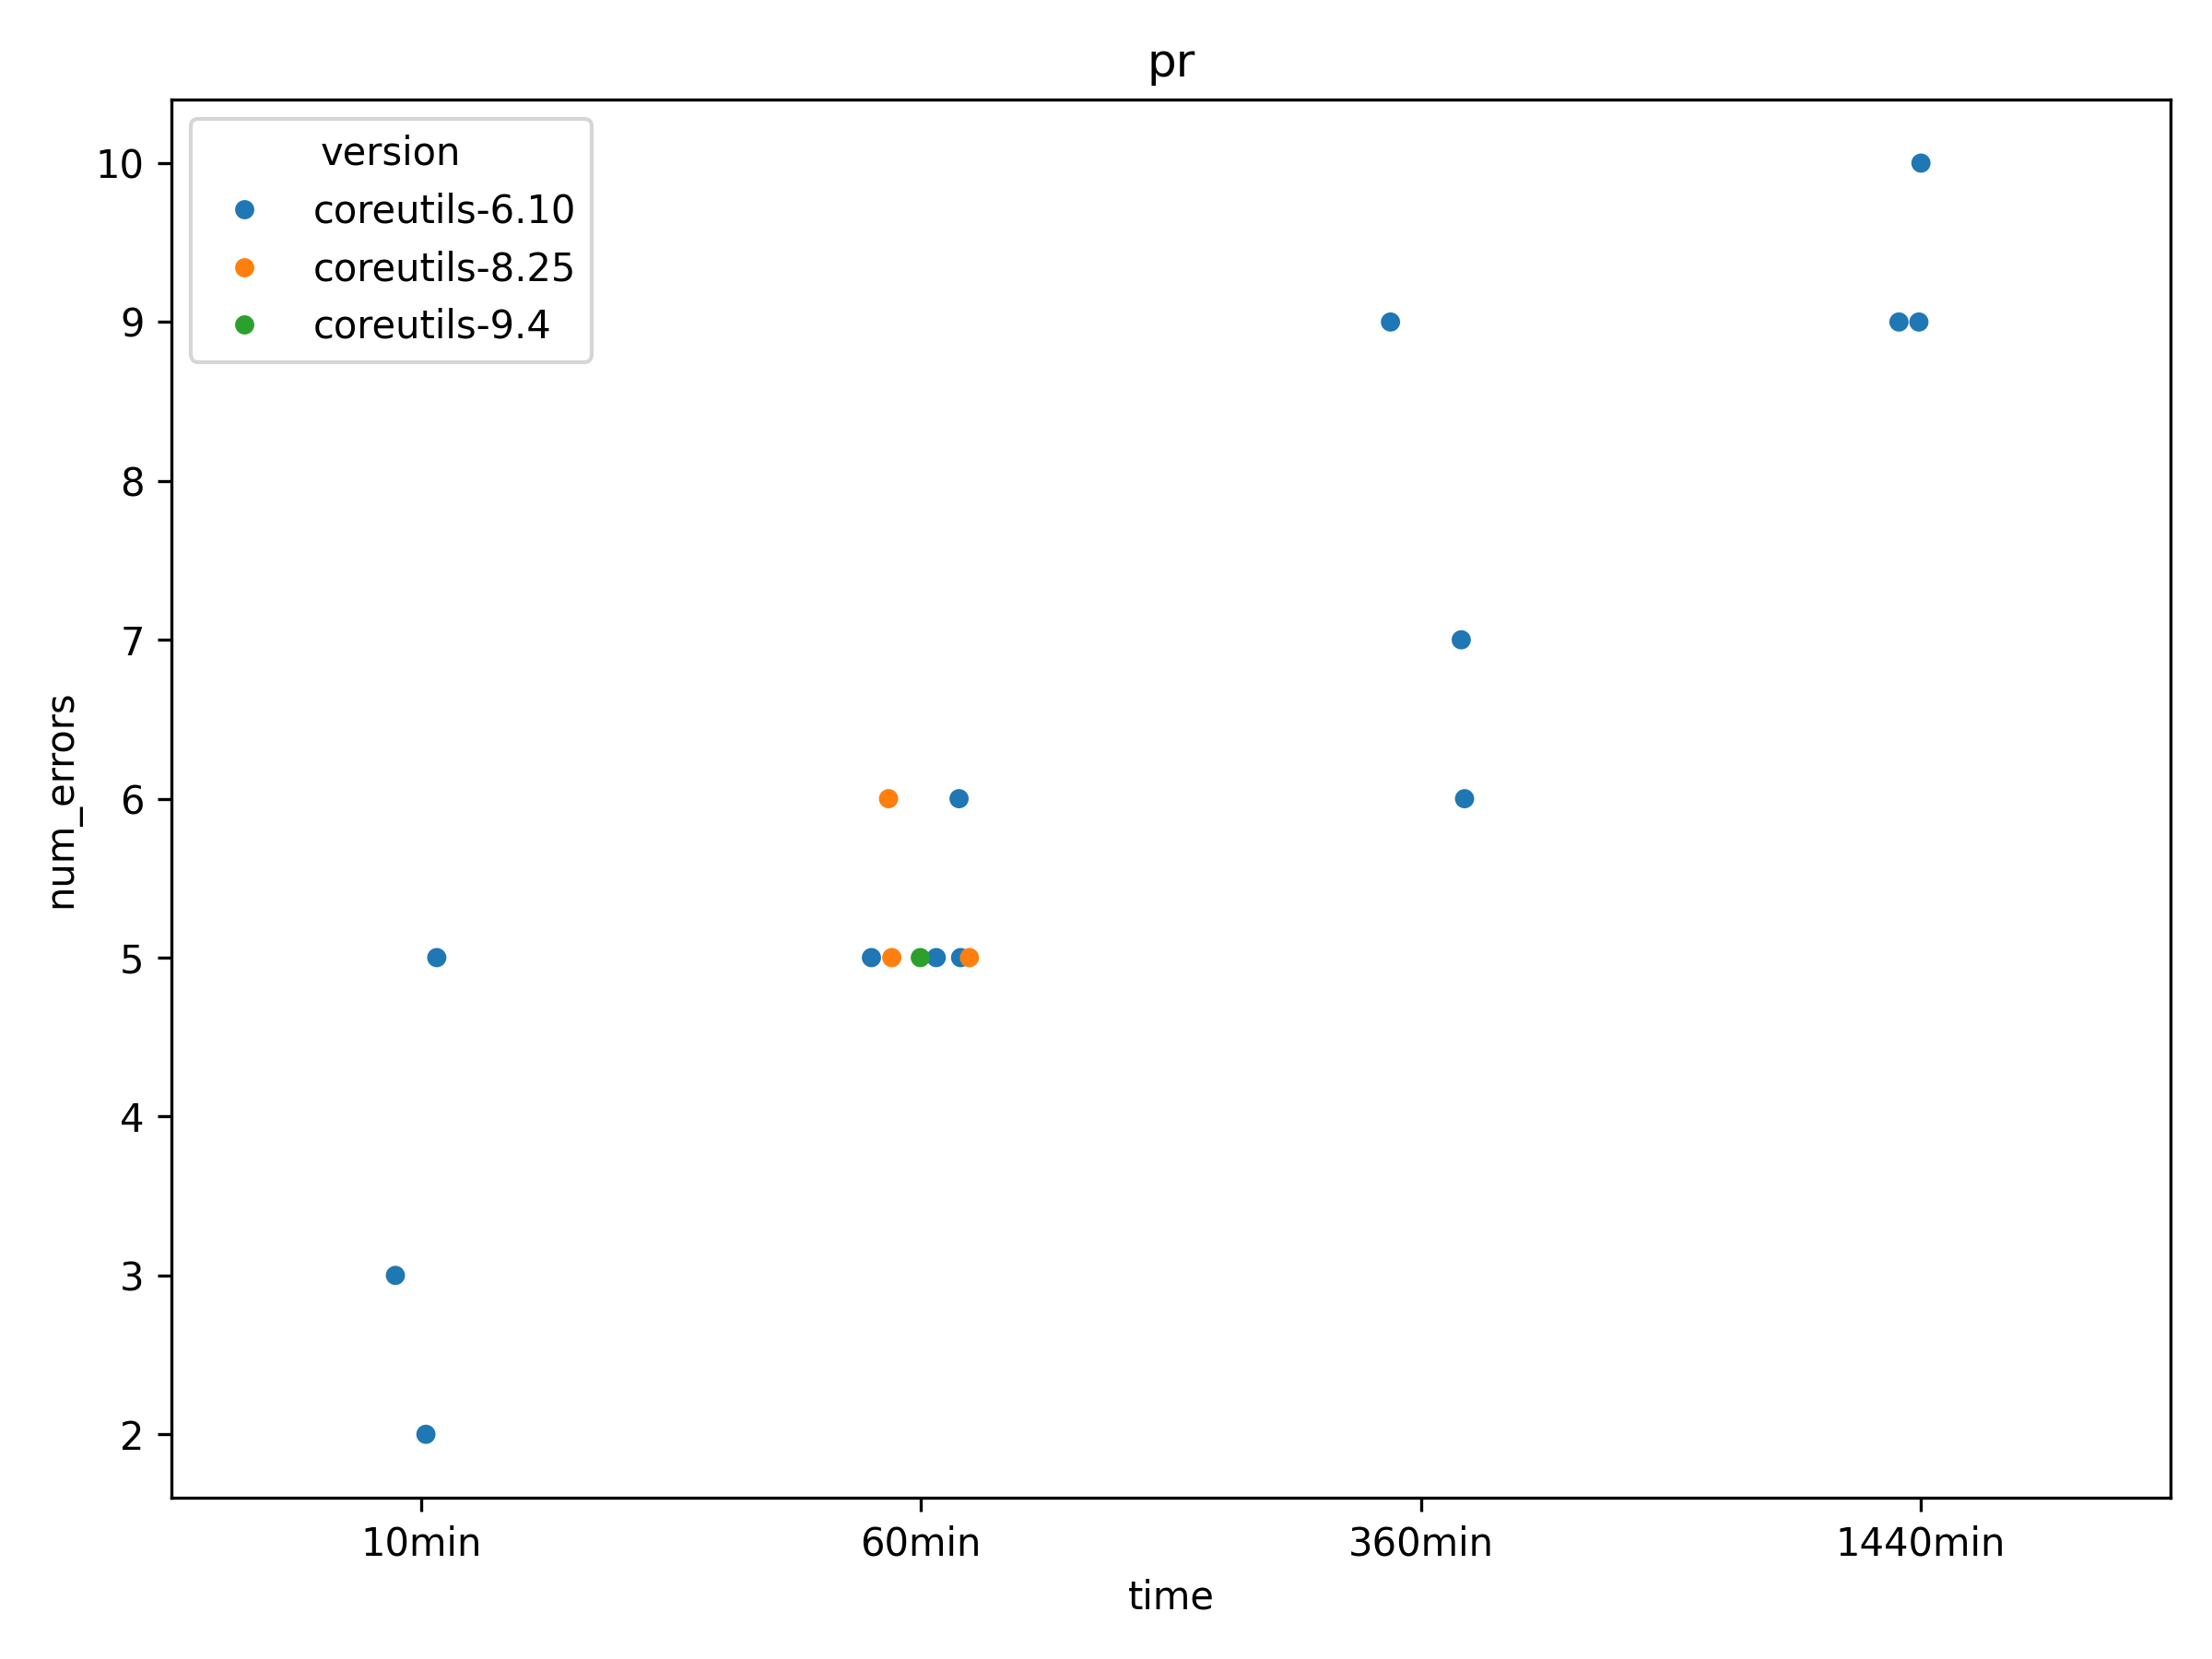 pr
version
coreutils-6.10
coreutils-8.25
coreutils-9.4
10
9
8
7
6
5
4
3
2
num_errors
10min 60min 360min 1440min
time